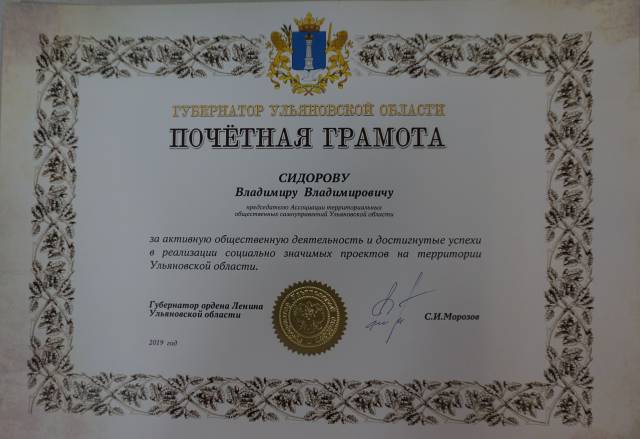 ГУБЕРНАТОР УЛЬЯНОВСКОЙ ОБЛАСТИ
ПОЧЁТНАЯ ГРАМОТА
СИДОРОВУ
Владимиру Владимировичу
председателю Ассоциации территориальных
общественных самоуправлений Ульяновской области
за активную общественную деятельность и достигнутые успехи
в реализации социально значимых проектов на территории
Ульяновской области.
Губернатор ордена Ленина
Ульяновской области
С.И.Морозов
2019 год